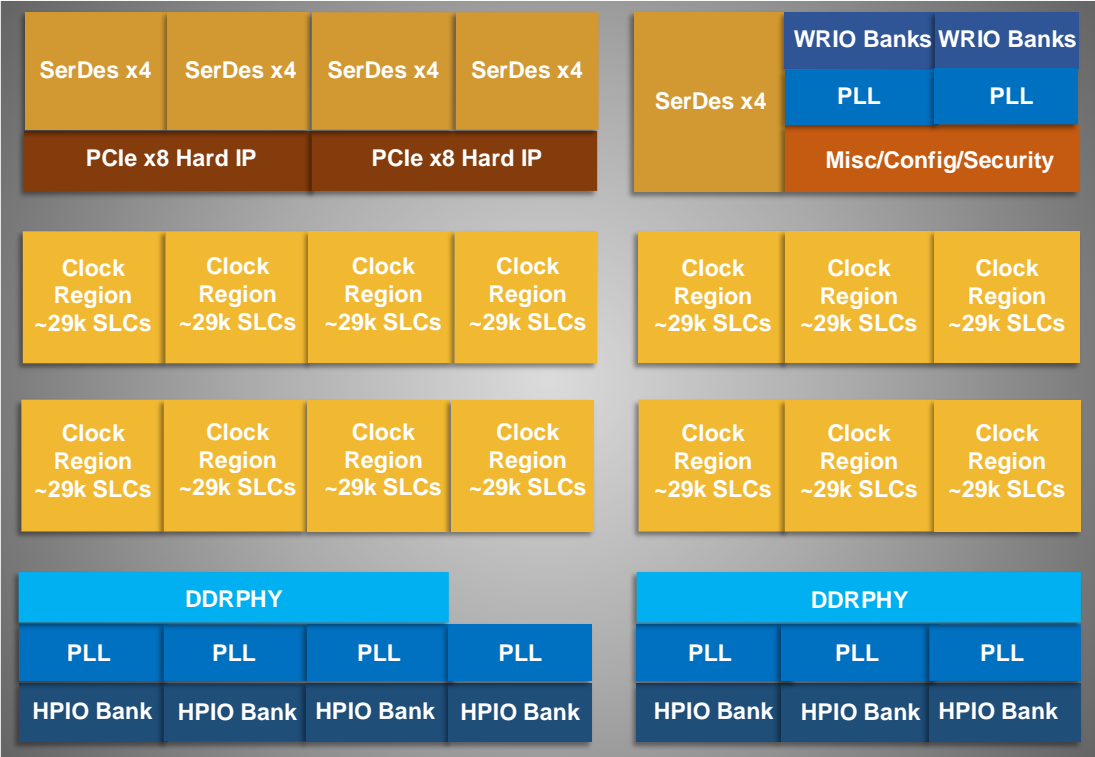 SerDes x4 SerDes x4 SerDes x4 SerDes x4
PCIe x8 Hard IP PCIe x8 Hard IP
SerDes x4
WRIO Banks WRIO Banks
PLL PLL
Misc/Config/Security
Clock Clock Clock Clock Clock Clock Clock
Region Region Region Region Region Region Region
~29k SLCs ~29k SLCs ~29k SLCs ~29k SLCs ~29k SLCs ~29k SLCs ~29k SLCs
Clock Clock Clock Clock Clock Clock Clock
Region Region Region Region Region Region Region
~29k SLCs ~29k SLCs ~29k SLCs ~29k SLCs ~29k SLCs ~29k SLCs ~29k SLCs
DDRPHY DDRPHY
PLL PLL PLL PLL PLL PLL PLL
HPIO Bank HPIO Bank HPIO Bank HPIO Bank HPIO Bank HPIO Bank HPIO Bank